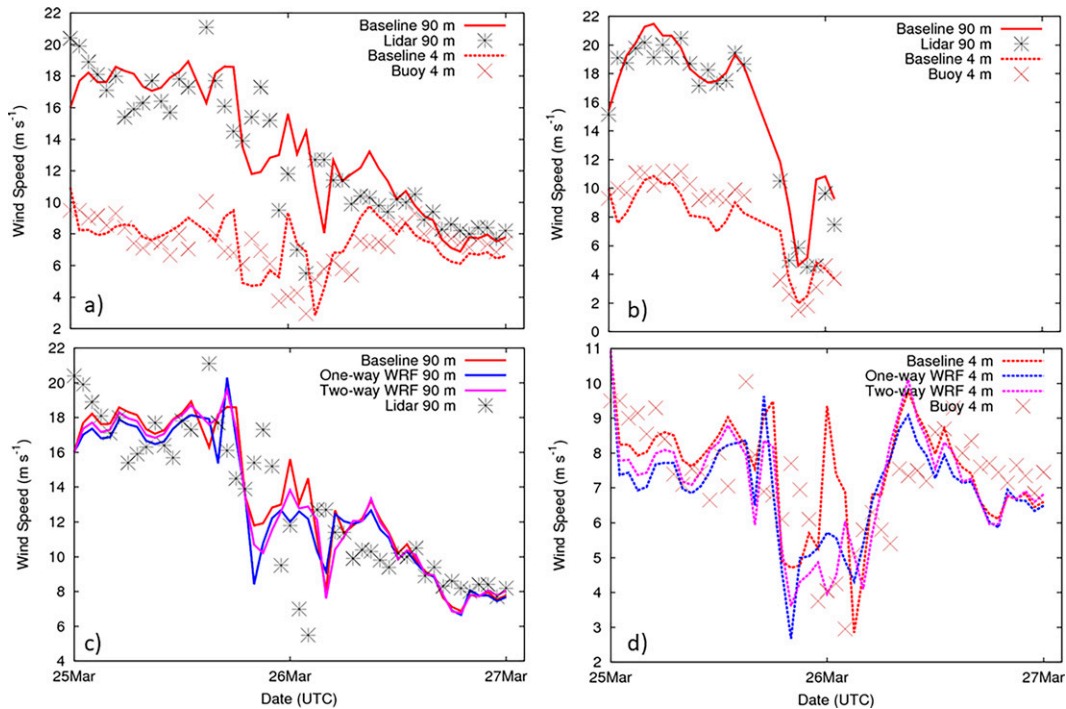 Baseline 90 m
Lidar 90 m
Baseline 4 m
Buoy 4 m
22
20
18
16
14
12
10
8
6
4
2
Wind Speed (m s⁻¹)
a)
Baseline 90 m
Lidar 90 m
Baseline 4 m
Buoy 4 m
22
20
18
16
14
12
10
8
6
4
2
0
Wind Speed (m s⁻¹)
b)
Baseline 90 m
One-way WRF 90 m
Two-way WRF 90 m
Lidar 90 m
22
20
18
16
14
12
10
8
6
4
Wind Speed (m s⁻¹)
c)
25Mar 26Mar 27Mar
Date (UTC)
Baseline 4 m
One-way WRF 4 m
Two-way WRF 4 m
Buoy 4 m
11
10
9
8
7
6
5
4
3
2
Wind Speed (m s⁻¹)
d)
25Mar 26Mar 27Mar
Date (UTC)